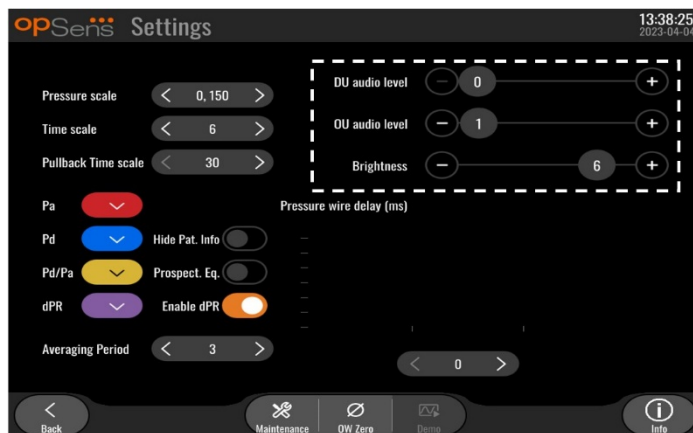 opSens Settings
13:38:25
2023-04-04
Pressure scale
0, 150
Time scale
6
Pullback Time scale
30
DU audio level
0
OU audio level
1
Brightness
6
Pa
Pressure wire delay (ms)
Pd
Hide Pat. Info
Pd/Pa
Prospect. Eq.
dPR
Enable dPR
Averaging Period
3
0
Back
Maintenance
OW Zero
Demo
Info